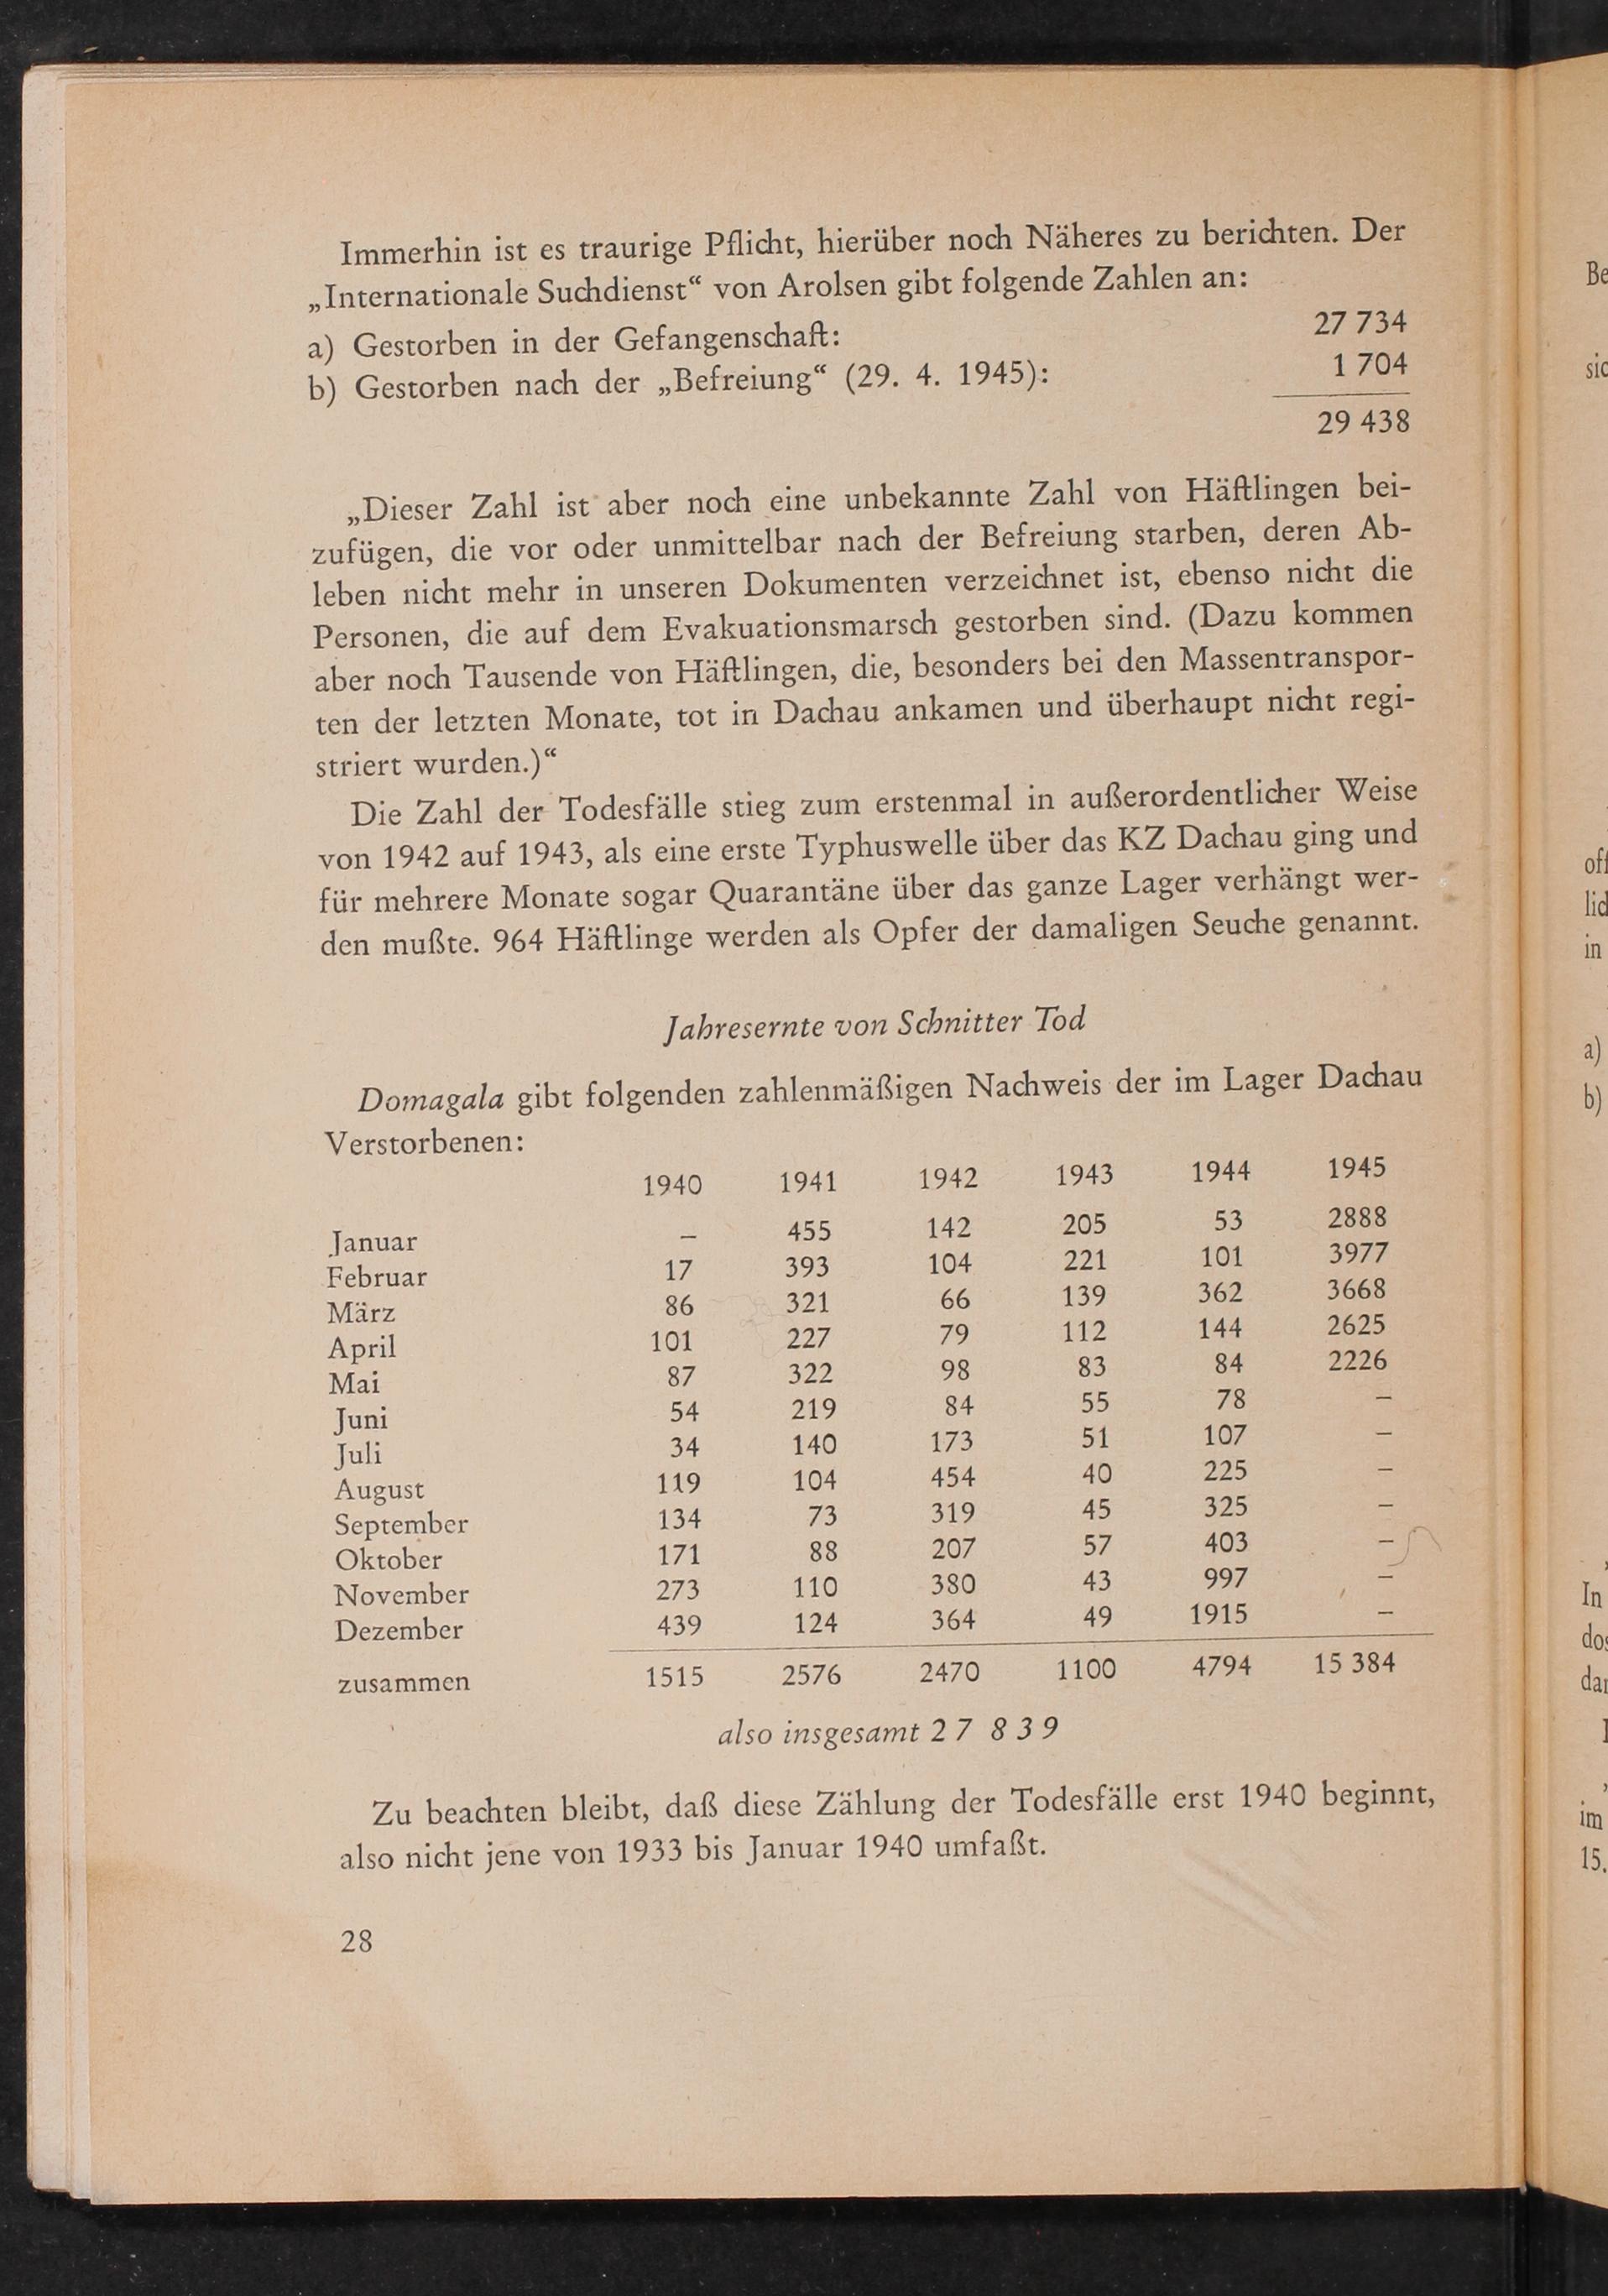 Immerhin ist es traurige Pflicht, hierüber noch Näheres zu berichten. Der
„Internationale Suchdienst“ von Arolsen gibt folgende Zahlen an:
a) Gestorben in der Gefangenschaft: 27 734
b) Gestorben nach der „Befreiung“ (29. 4. 1945): 1 704
29 438
„Dieser Zahl ist aber noch eine unbekannte Zahl von Häftlingen bei-
zufügen, die vor oder unmittelbar nach der Befreiung starben, deren Ab-
leben nicht mehr in unseren Dokumenten verzeichnet ist, ebenso nicht die
Personen, die auf dem Evakuationsmarsch gestorben sind. (Dazu kommen
aber noch Tausende von Häftlingen, die, besonders bei den Massentranspor-
ten der letzten Monate, tot in Dachau ankamen und überhaupt nicht regi-
striert wurden.)“
Die Zahl der Todesfälle stieg zum erstenmal in außerordentlicher Weise
von 1942 auf 1943, als eine erste Typhuswelle über das KZ Dachau ging und
für mehrere Monate sogar Quarantäne über das ganze Lager verhängt wer-
den mußte. 964 Häftlinge werden als Opfer der damaligen Seuche genannt.
Jahresernte von Schnitter Tod
Domagala gibt folgenden zahlenmäßigen Nachweis der im Lager Dachau
Verstorbenen:
1940 1941 1942 1943 1944 1945
Januar – 455 142 205 53 2888
Februar 17 393 104 221 101 3977
März 86 321 66 139 362 3668
April 101 227 79 112 144 2625
Mai 87 322 98 83 84 2226
Juni 54 219 84 55 78 –
Juli 34 140 173 51 107 –
August 119 104 454 40 225 –
September 134 73 319 45 325 –
Oktober 171 88 207 57 403 –
November 273 110 380 43 997 –
Dezember 439 124 364 49 1915 –
zusammen 1515 2576 2470 1100 4794 15 384
also insgesamt 27 839
Zu beachten bleibt, daß diese Zählung der Todesfälle erst 1940 beginnt,
also nicht jene von 1933 bis Januar 1940 umfaßt.
28
Be
sic
off
lic
in
a)
b)
In
dos
dar
im
15.